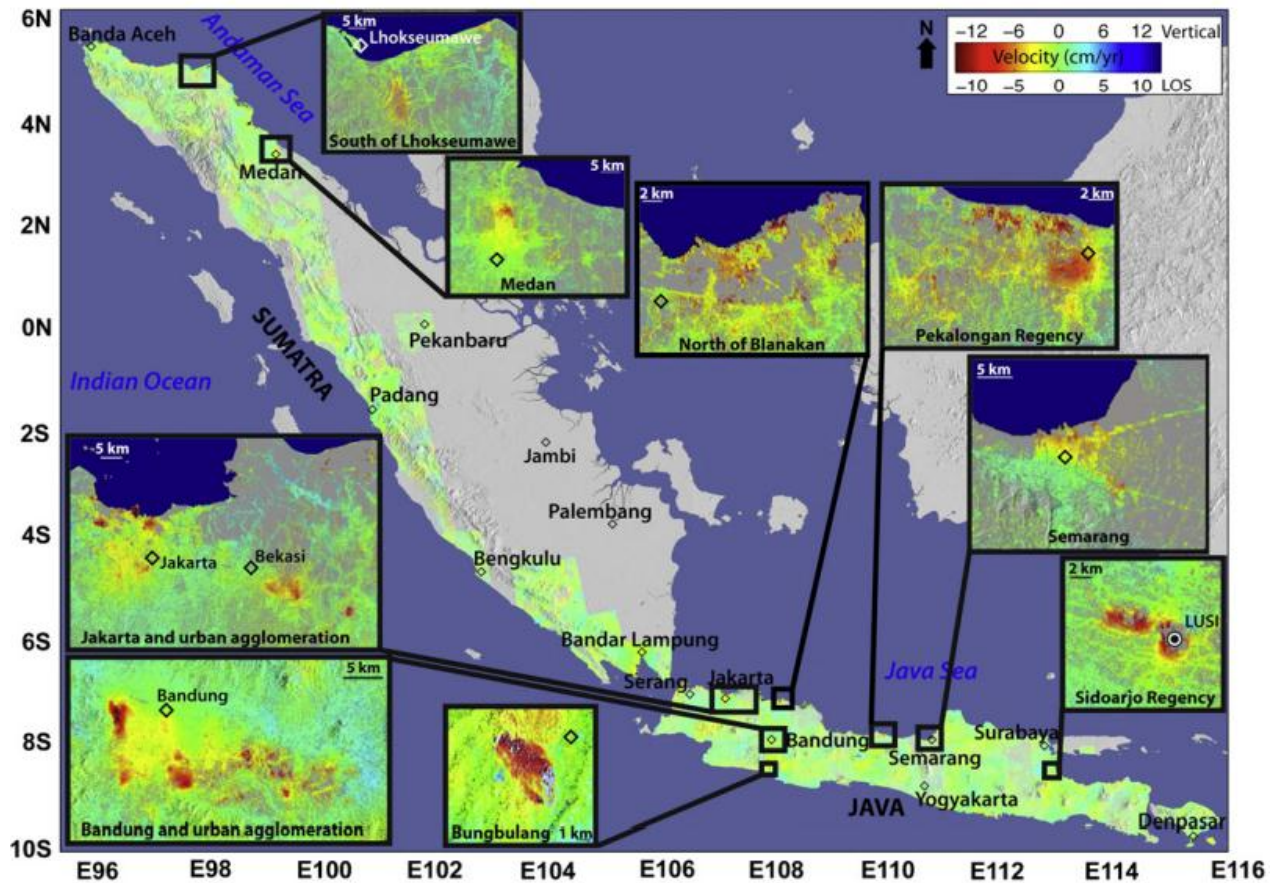 6N
4N
2N
0N
2S
4S
6S
8S
10S
E96
E98
E100
E102
E104
E106
E108
E110
E112
E114
E116
N
−12 −6 0 6 12 Vertical
Velocity (cm/yr)
−10 −5 0 5 10 LOS
Banda Aceh
Andaman Sea
5 km
Lhokseumawe
South of Lhokseumawe
Medan
5 km
Medan
2 km
North of Blanakan
2 km
Pekalongan Regency
SUMATRA
Pekanbaru
Indian Ocean
Padang
Jambi
Palembang
Bengkulu
Bandar Lampung
5 km
Semarang
5 km
Jakarta
Bekasi
Jakarta and urban agglomeration
2 km
LUSI
Sidoarjo Regency
Java Sea
Serang
Jakarta
5 km
Bandung
Bandung and urban agglomeration
Bungbulang 1 km
Bandung
Semarang
Surabaya
JAVA
Yogyakarta
Denpasar